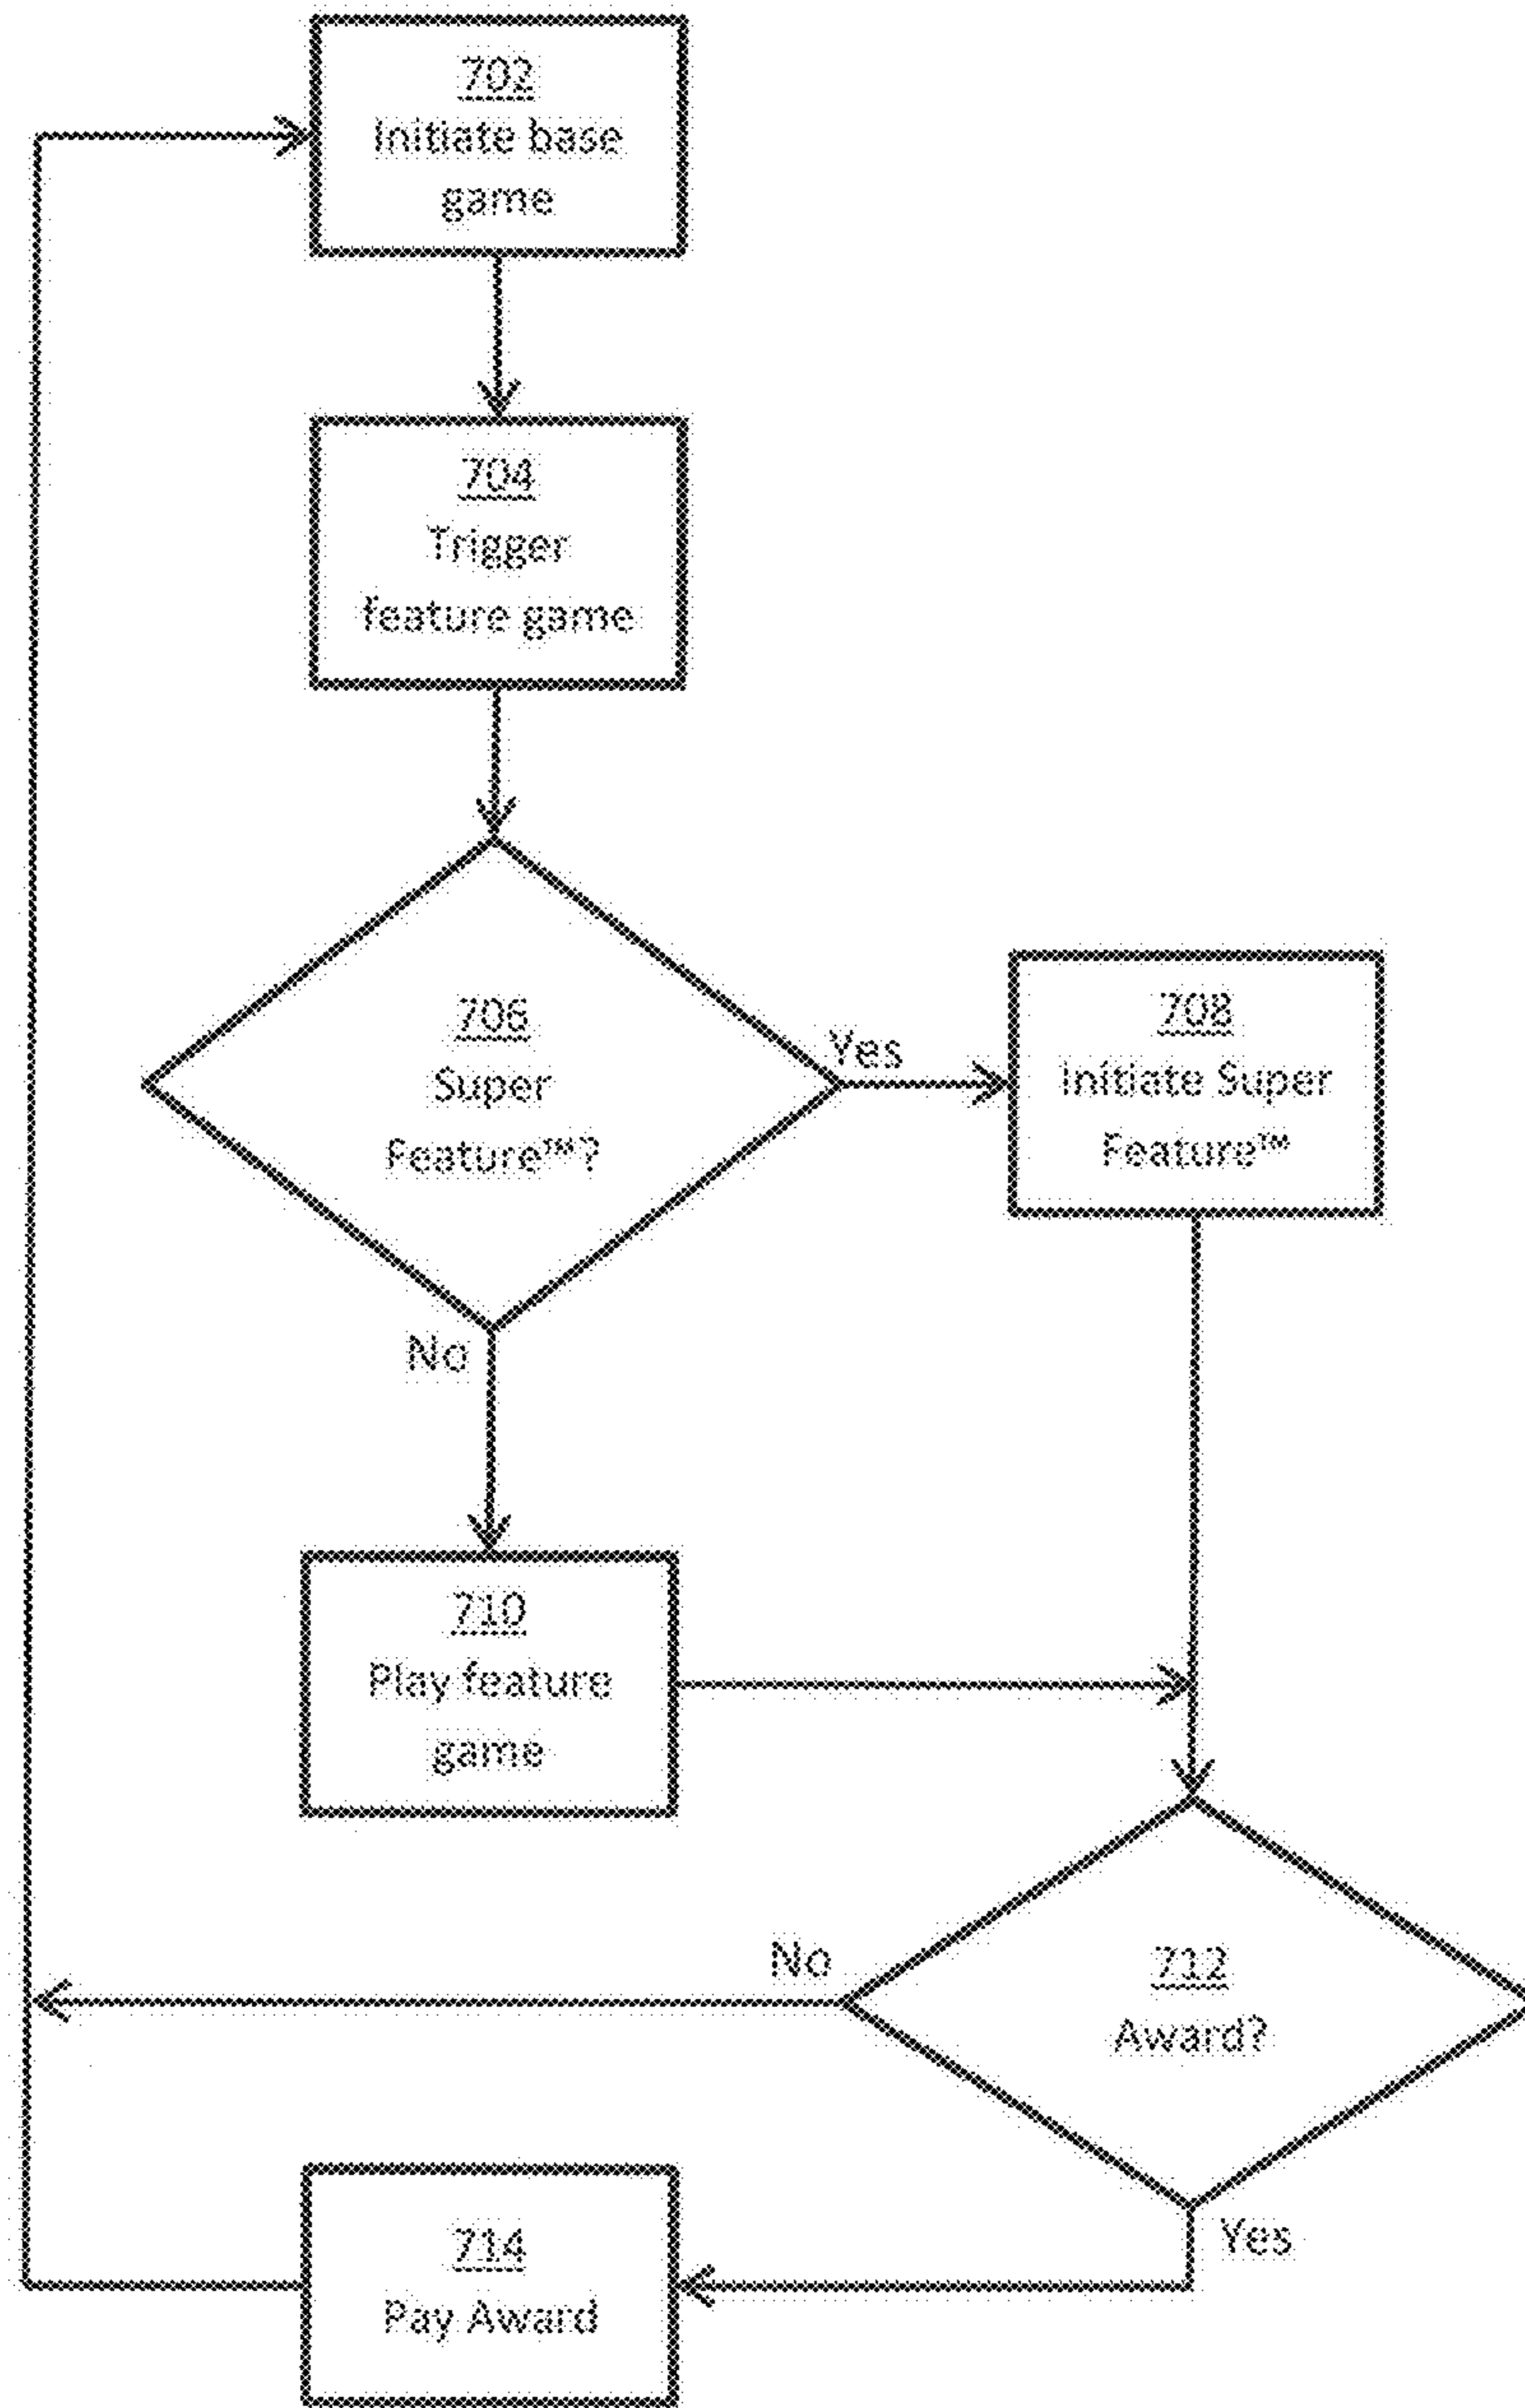 702
Initiate base
game
704
Trigger
feature game
706
Super
Feature™?
Yes
708
Initiate Super
Feature™
No
710
Play feature
game
No
712
Award?
Yes
714
Pay Award